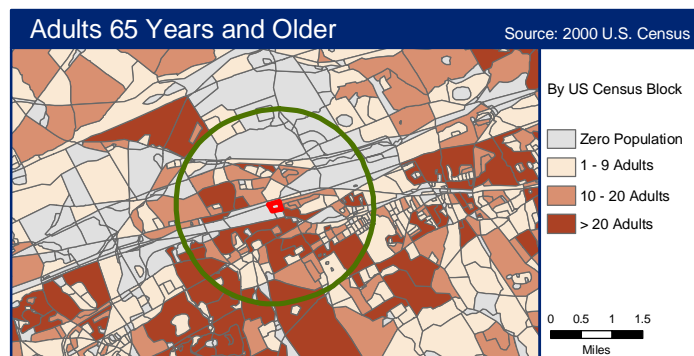 Adults 65 Years and Older
Source: 2000 U.S. Census
By US Census Block
Zero Population
1 - 9 Adults
10 - 20 Adults
> 20 Adults
0 0.5 1 1.5
Miles